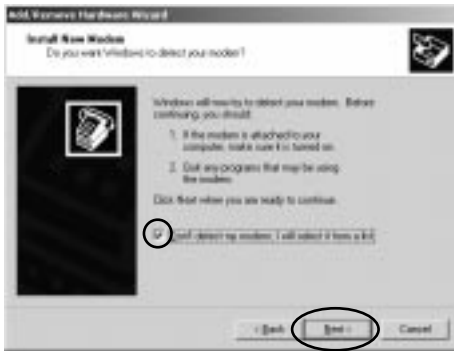 Add/Remove Hardware Wizard
Install New Modem
Do you want Windows to detect your modem?
Windows will now try to detect your modem. Before
continuing, you should:
1. If the modem is attached to your
computer, make sure it is turned on.
2. Quit any programs that may be using
the modem.
Click Next when you are ready to continue.
Don't detect my modem; I will select it from a list.
< Back
Next >
Cancel